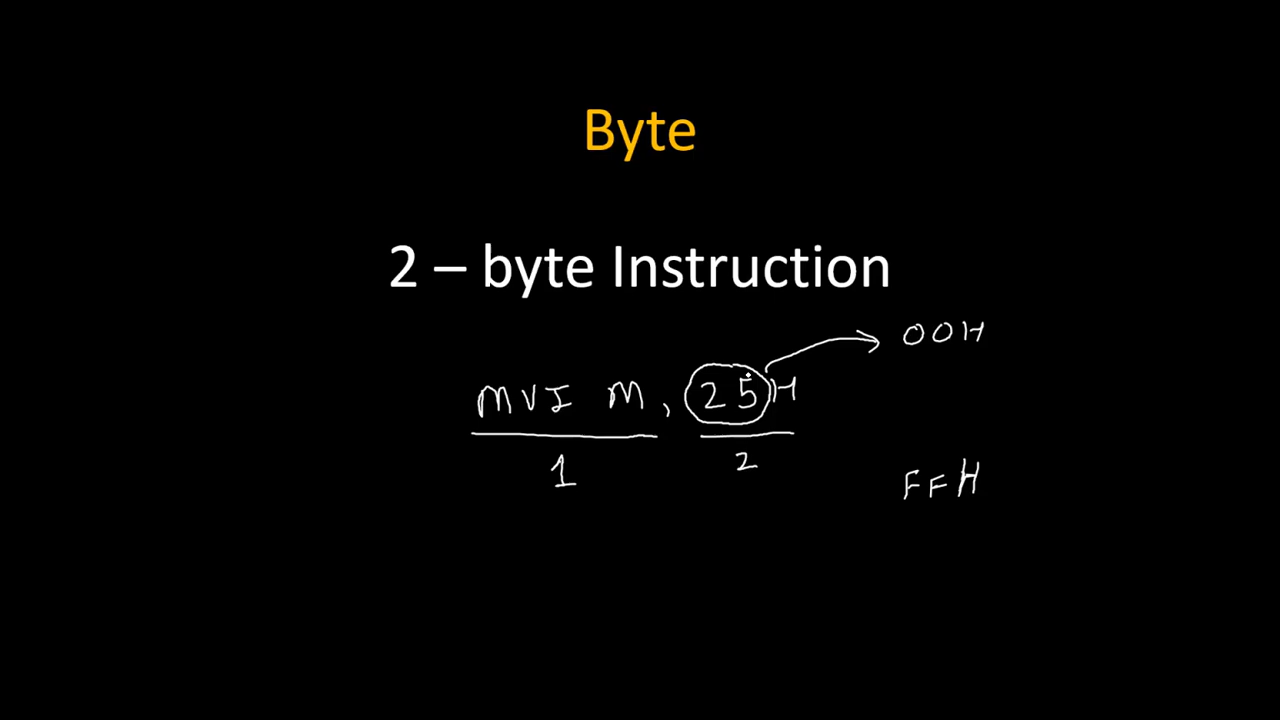 Byte
2 – byte Instruction
00H
MVI M, 25H
1 2
FFH